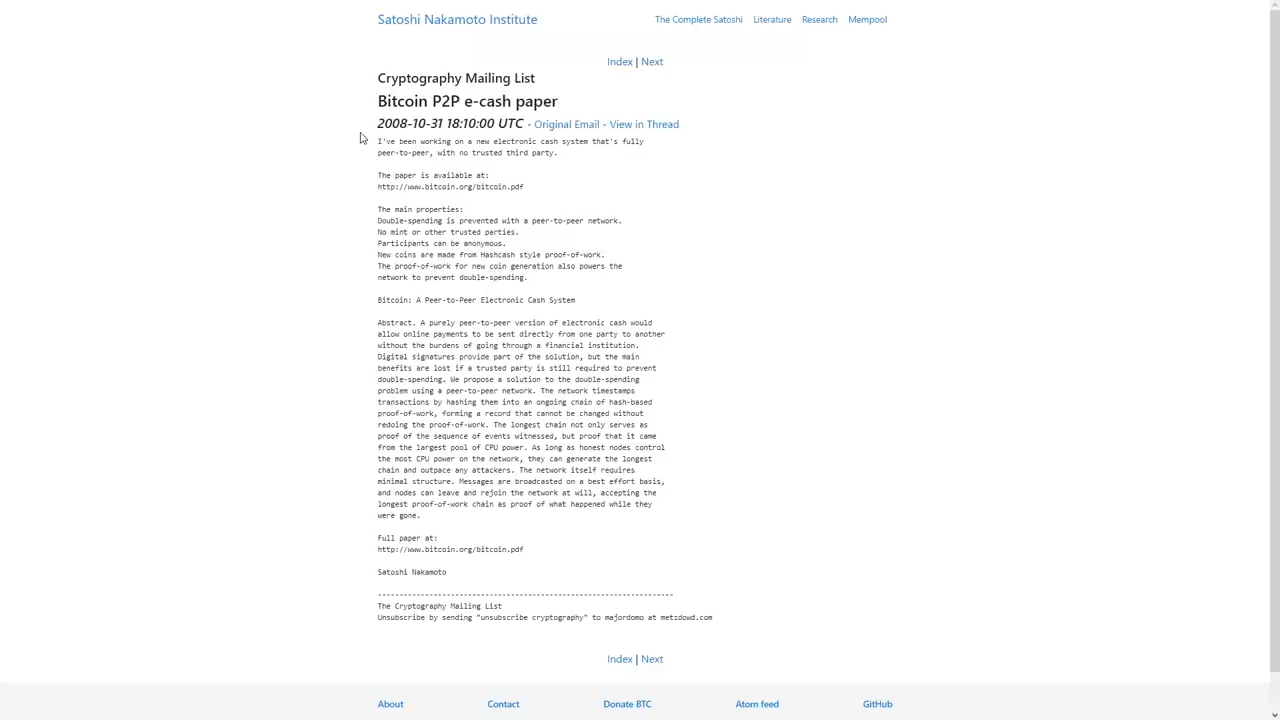 Satoshi Nakamoto Institute
The Complete Satoshi Literature Research Mempool
Index | Next
Cryptography Mailing List
Bitcoin P2P e-cash paper
2008-10-31 18:10:00 UTC - Original Email - View in Thread
I've been working on a new electronic cash system that's fully
peer-to-peer, with no trusted third party.
The paper is available at:
http://www.bitcoin.org/bitcoin.pdf
The main properties:
Double-spending is prevented with a peer-to-peer network.
No mint or other trusted parties.
Participants can be anonymous.
New coins are made from Hashcash style proof-of-work.
The proof-of-work for new coin generation also powers the
network to prevent double-spending.
Bitcoin: A Peer-to-Peer Electronic Cash System
Abstract. A purely peer-to-peer version of electronic cash would
allow online payments to be sent directly from one party to another
without the burdens of going through a financial institution.
Digital signatures provide part of the solution, but the main
benefits are lost if a trusted party is still required to prevent
double-spending. We propose a solution to the double-spending
problem using a peer-to-peer network. The network timestamps
transactions by hashing them into an ongoing chain of hash-based
proof-of-work, forming a record that cannot be changed without
redoing the proof-of-work. The longest chain not only serves as
proof of the sequence of events witnessed, but proof that it came
from the largest pool of CPU power. As long as honest nodes control
the most CPU power on the network, they can generate the longest
chain and outpace any attackers. The network itself requires
minimal structure. Messages are broadcasted on a best effort basis,
and nodes can leave and rejoin the network at will, accepting the
longest proof-of-work chain as proof of what happened while they
were gone.
Full paper at:
http://www.bitcoin.org/bitcoin.pdf
Satoshi Nakamoto
---------------------------------------------------------------------
The Cryptography Mailing List
Unsubscribe by sending "unsubscribe cryptography" to majordomo at metzdowd.com
Index | Next
About Contact Donate BTC Atom feed GitHub